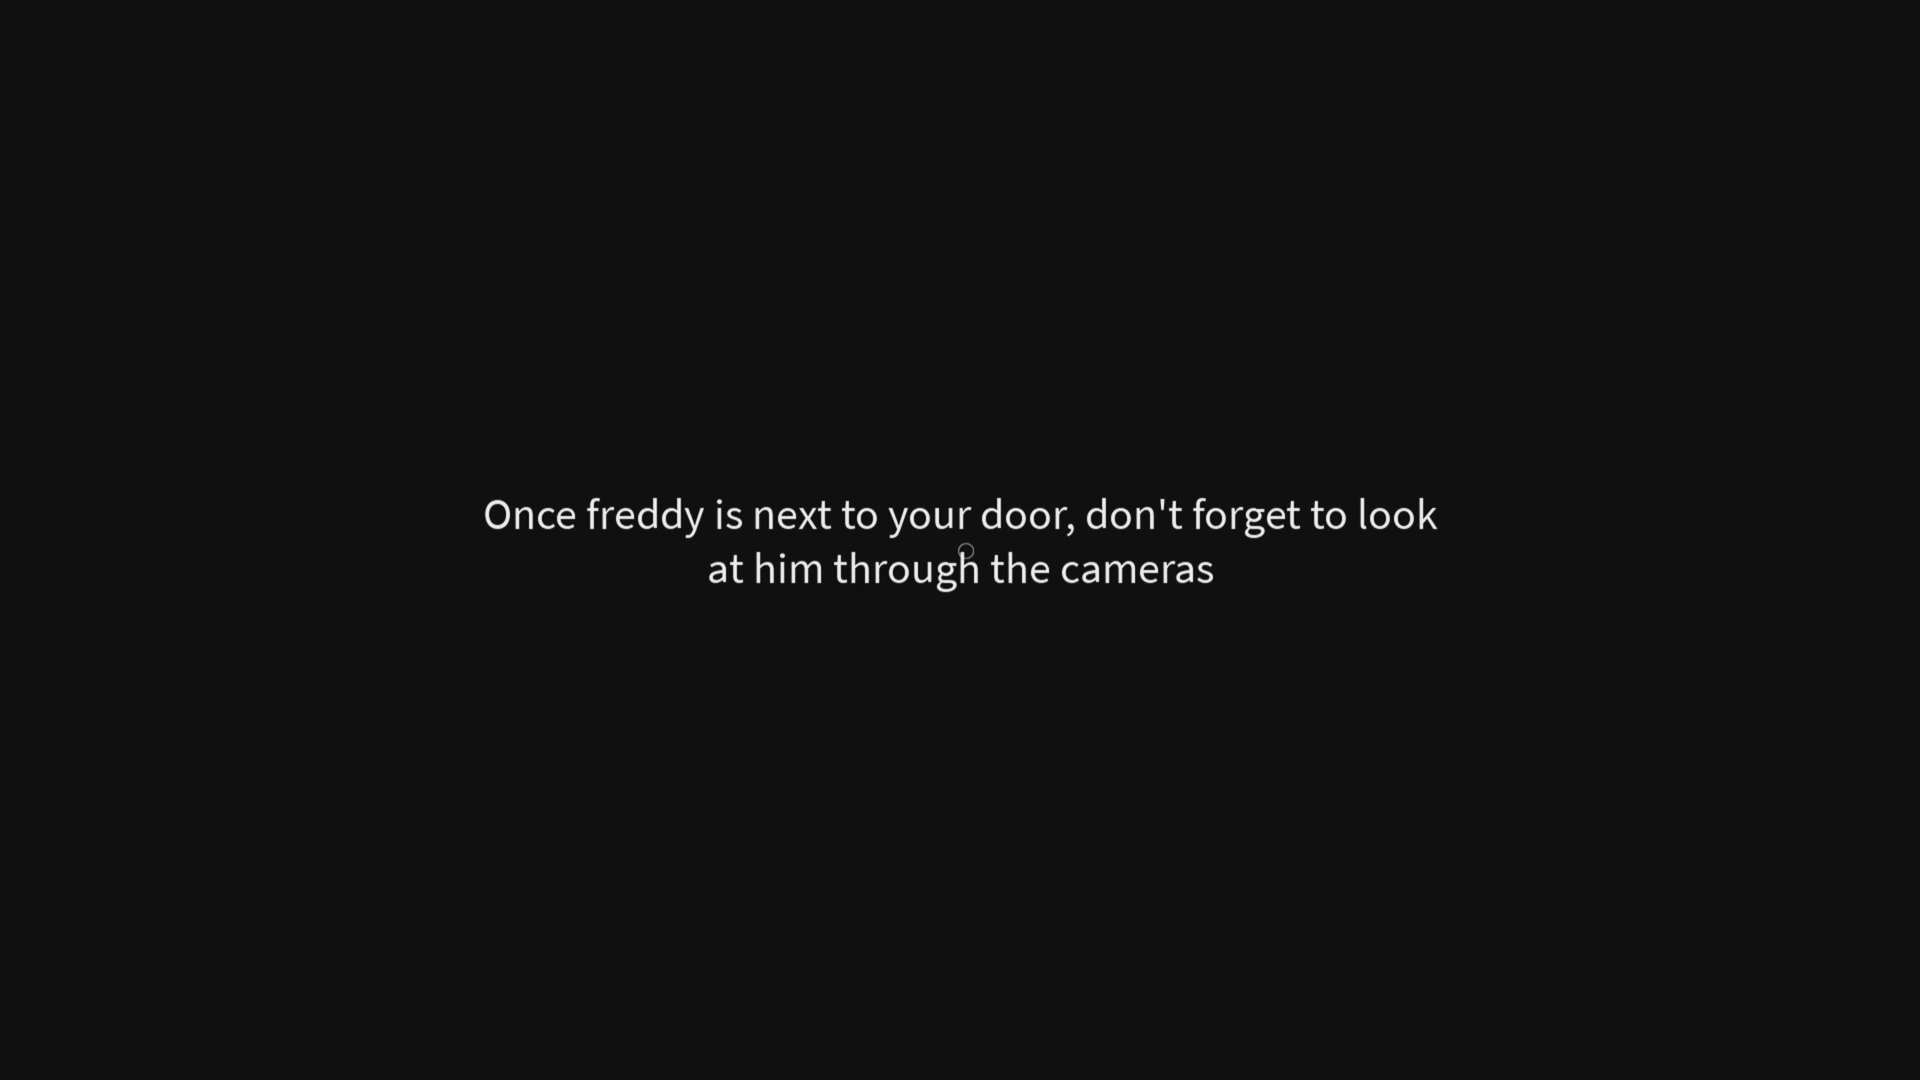 Once freddy is next to your door, don't forget to look
at him through the cameras